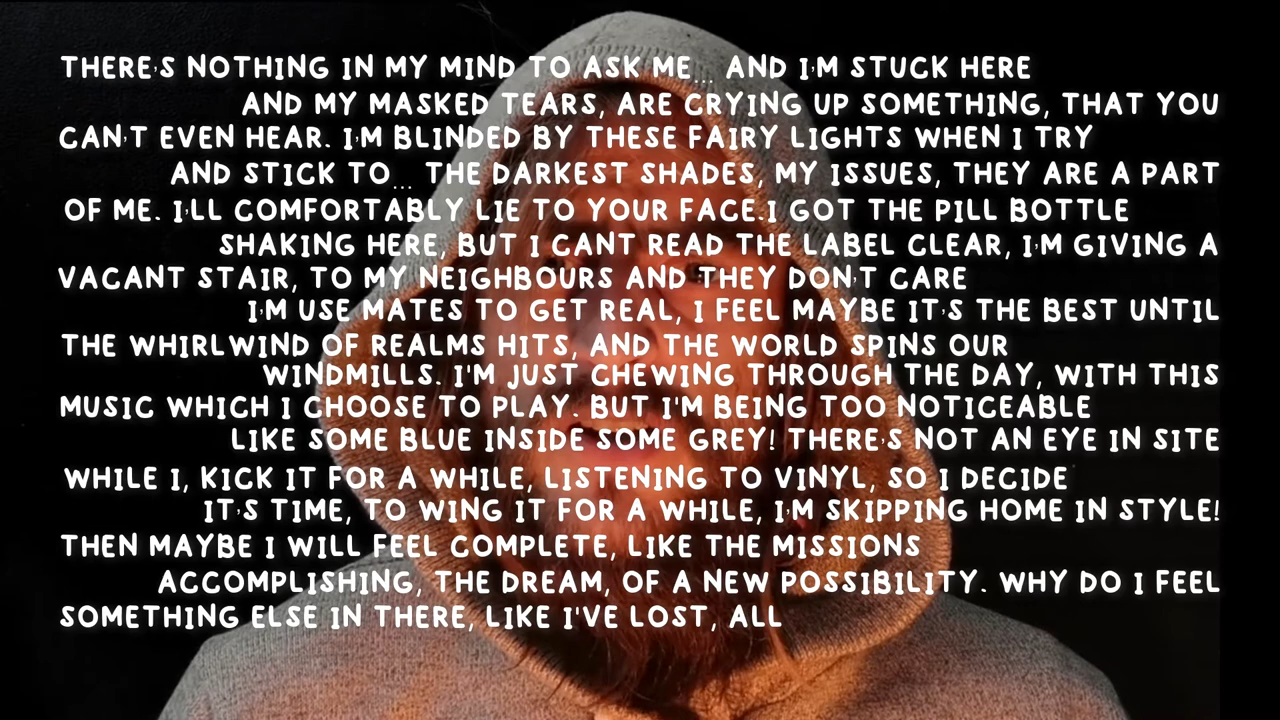 THERE'S NOTHING IN MY MIND TO ASK ME... AND I'M STUCK HERE
AND MY MASKED TEARS, ARE CRYING UP SOMETHING, THAT YOU
CAN'T EVEN HEAR. I'M BLINDED BY THESE FAIRY LIGHTS WHEN I TRY
AND STICK TO... THE DARKEST SHADES, MY ISSUES, THEY ARE A PART
OF ME. I'LL COMFORTABLY LIE TO YOUR FACE.I GOT THE PILL BOTTLE
SHAKING HERE, BUT I CANT READ THE LABEL CLEAR, I'M GIVING A
VACANT STAIR, TO MY NEIGHBOURS AND THEY DON'T CARE
I'M USE MATES TO GET REAL, I FEEL MAYBE IT'S THE BEST UNTIL
THE WHIRLWIND OF REALMS HITS, AND THE WORLD SPINS OUR
WINDMILLS. I'M JUST CHEWING THROUGH THE DAY, WITH THIS
MUSIC WHICH I CHOOSE TO PLAY. BUT I'M BEING TOO NOTICEABLE
LIKE SOME BLUE INSIDE SOME GREY! THERE'S NOT AN EYE IN SITE
WHILE I, KICK IT FOR A WHILE, LISTENING TO VINYL, SO I DECIDE
IT'S TIME, TO WING IT FOR A WHILE, I'M SKIPPING HOME IN STYLE!
THEN MAYBE I WILL FEEL COMPLETE, LIKE THE MISSIONS
ACCOMPLISHING, THE DREAM, OF A NEW POSSIBILITY. WHY DO I FEEL
SOMETHING ELSE IN THERE, LIKE I'VE LOST, ALL